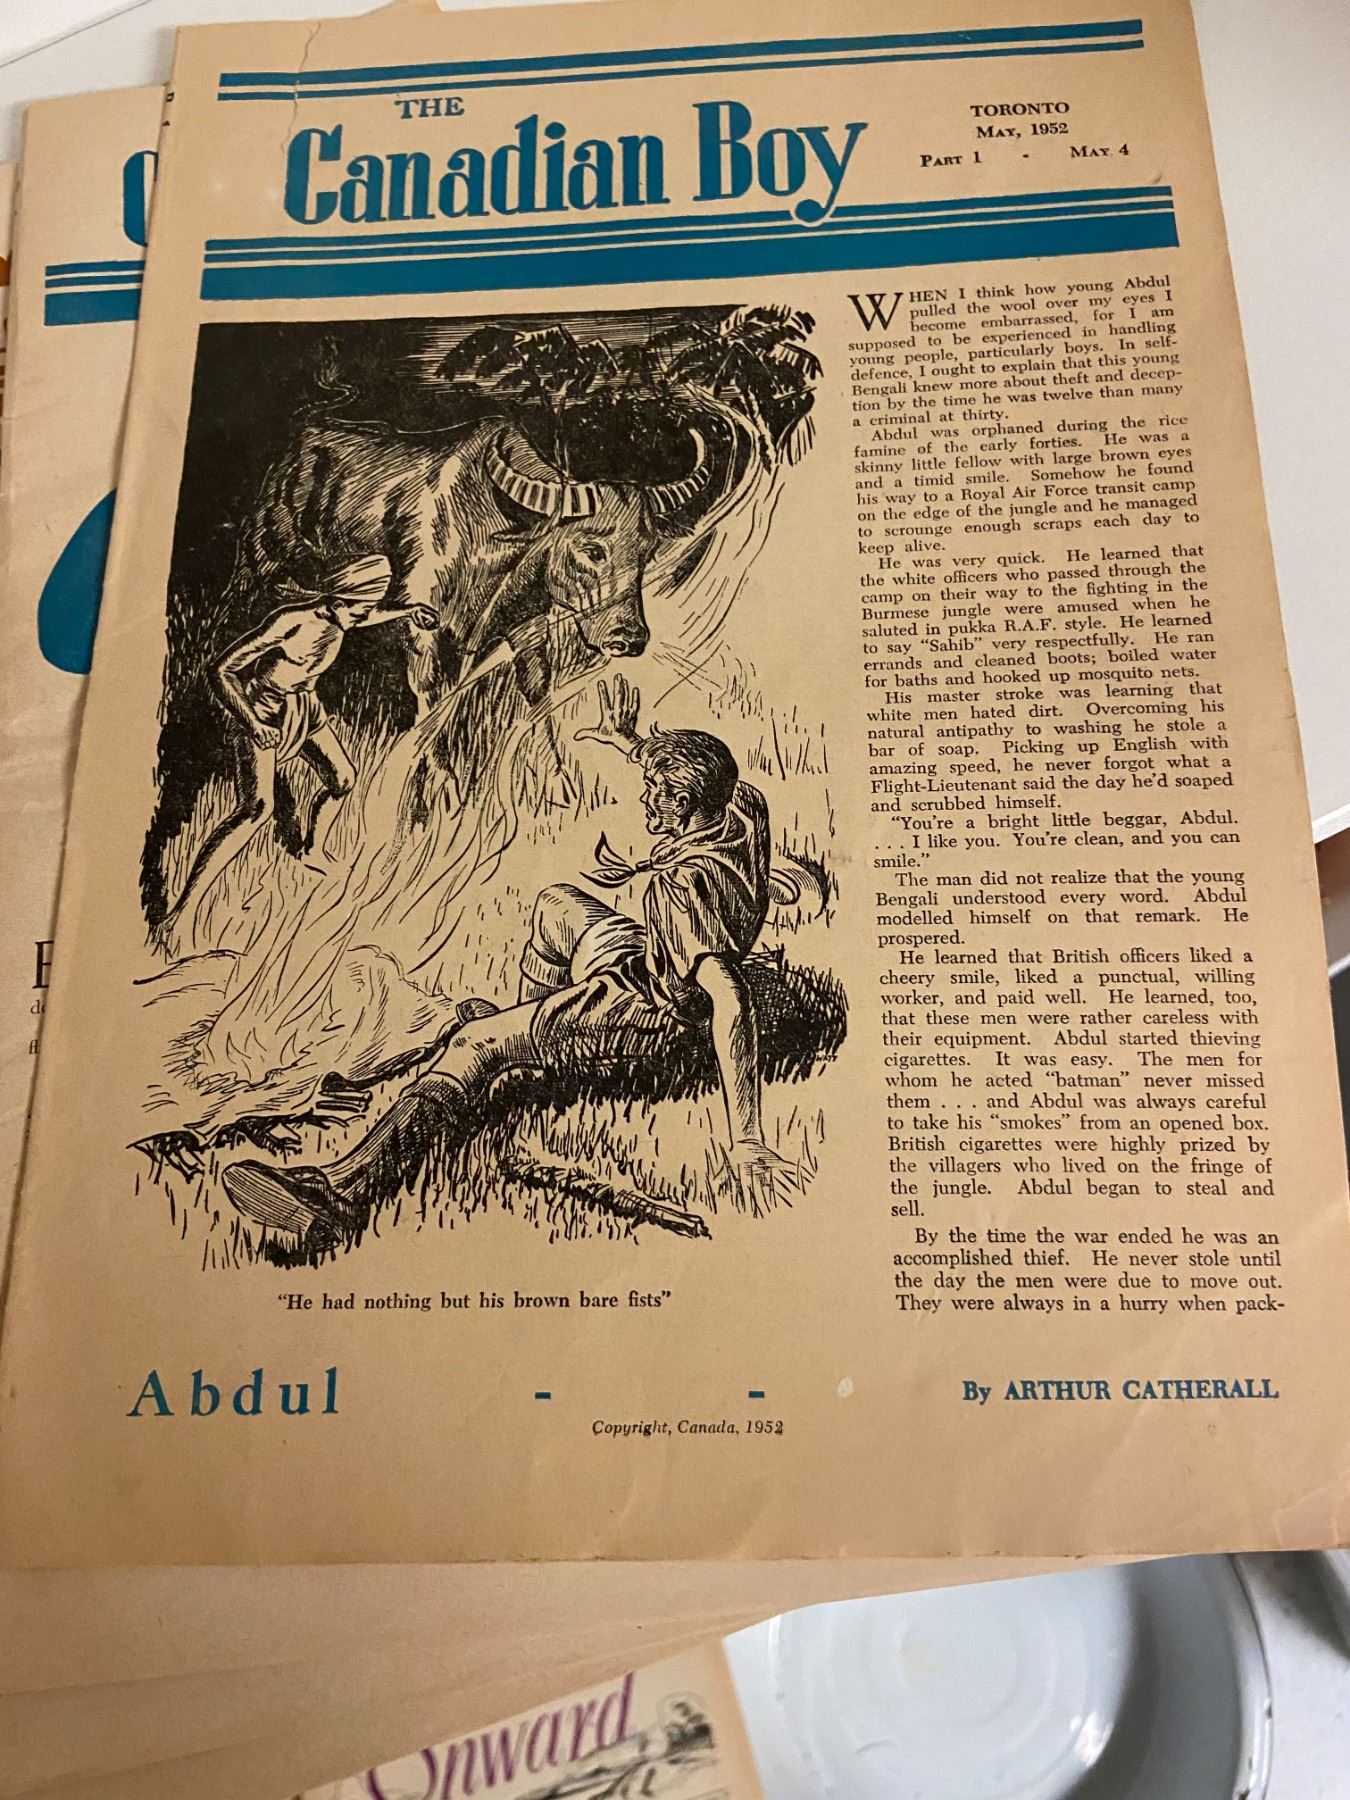 THE
Canadian Boy
TORONTO
MAY, 1952
PART 1 - MAY 4
WHEN I think how young Abdul
pulled the wool over my eyes I
become embarrassed, for I am
supposed to be experienced in handling
young people, particularly boys. In self-
defence, I ought to explain that this young
Bengali knew more about theft and decep-
tion by the time he was twelve than many
a criminal at thirty.
Abdul was orphaned during the rice
famine of the early forties. He was a
skinny little fellow with large brown eyes
and a timid smile. Somehow he found
his way to a Royal Air Force transit camp
on the edge of the jungle and he managed
to scrounge enough scraps each day to
keep alive.
He was very quick. He learned that
the white officers who passed through the
camp on their way to the fighting in the
Burmese jungle were amused when he
saluted in pukka R.A.F. style. He learned
to say "Sahib" very respectfully. He ran
errands and cleaned boots; boiled water
for baths and hooked up mosquito nets.
His master stroke was learning that
white men hated dirt. Overcoming his
natural antipathy to washing he stole a
bar of soap. Picking up English with
amazing speed, he never forgot what a
Flight-Lieutenant said the day he'd soaped
and scrubbed himself.
"You're a bright little beggar, Abdul.
. . . I like you. You're clean, and you can
smile."
The man did not realize that the young
Bengali understood every word. Abdul
modelled himself on that remark. He
prospered.
He learned that British officers liked a
cheery smile, liked a punctual, willing
worker, and paid well. He learned, too,
that these men were rather careless with
their equipment. Abdul started thieving
cigarettes. It was easy. The men for
whom he acted "batman" never missed
them . . . and Abdul was always careful
to take his "smokes" from an opened box.
British cigarettes were highly prized by
the villagers who lived on the fringe of
the jungle. Abdul began to steal and
sell.
By the time the war ended he was an
accomplished thief. He never stole until
the day the men were due to move out.
They were always in a hurry when pack-
WATT
"He had nothing but his brown bare fists"
Abdul - - By ARTHUR CATHERALL
Copyright, Canada, 1952
Onward